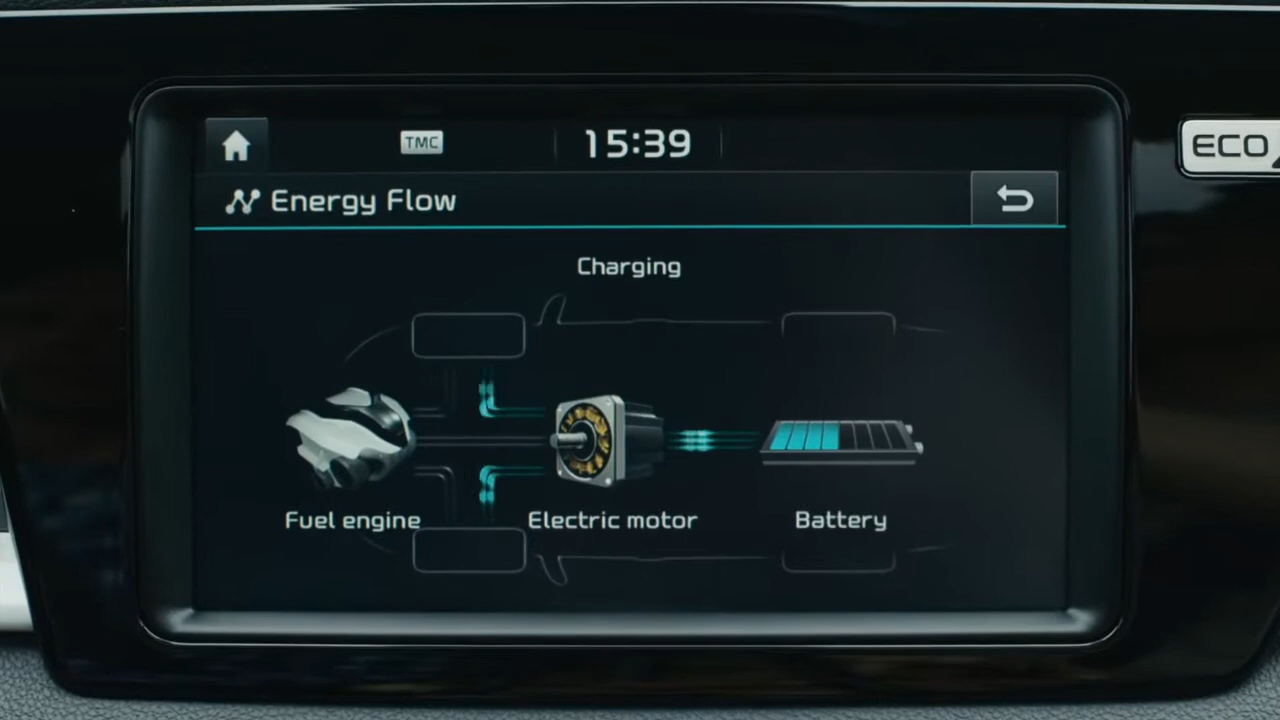 TMC
15:39
ECO
Energy Flow
Charging
Fuel engine
Electric motor
Battery